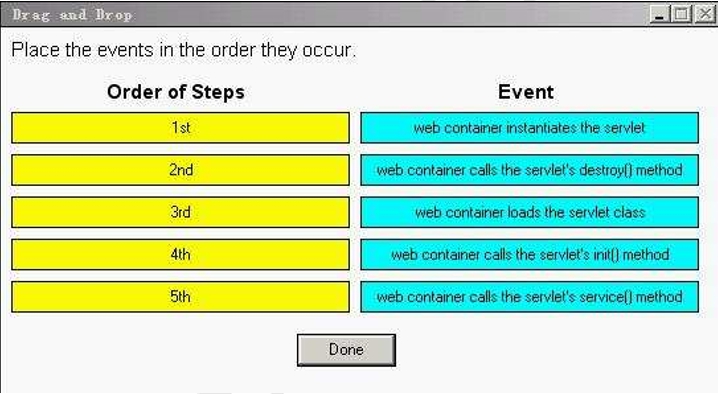 Drag and Drop
Place the events in the order they occur.
Order of Steps Event
1st web container instantiates the servlet
2nd web container calls the servlet's destroy() method
3rd web container loads the servlet class
4th web container calls the servlet's init() method
5th web container calls the servlet's service() method
Done